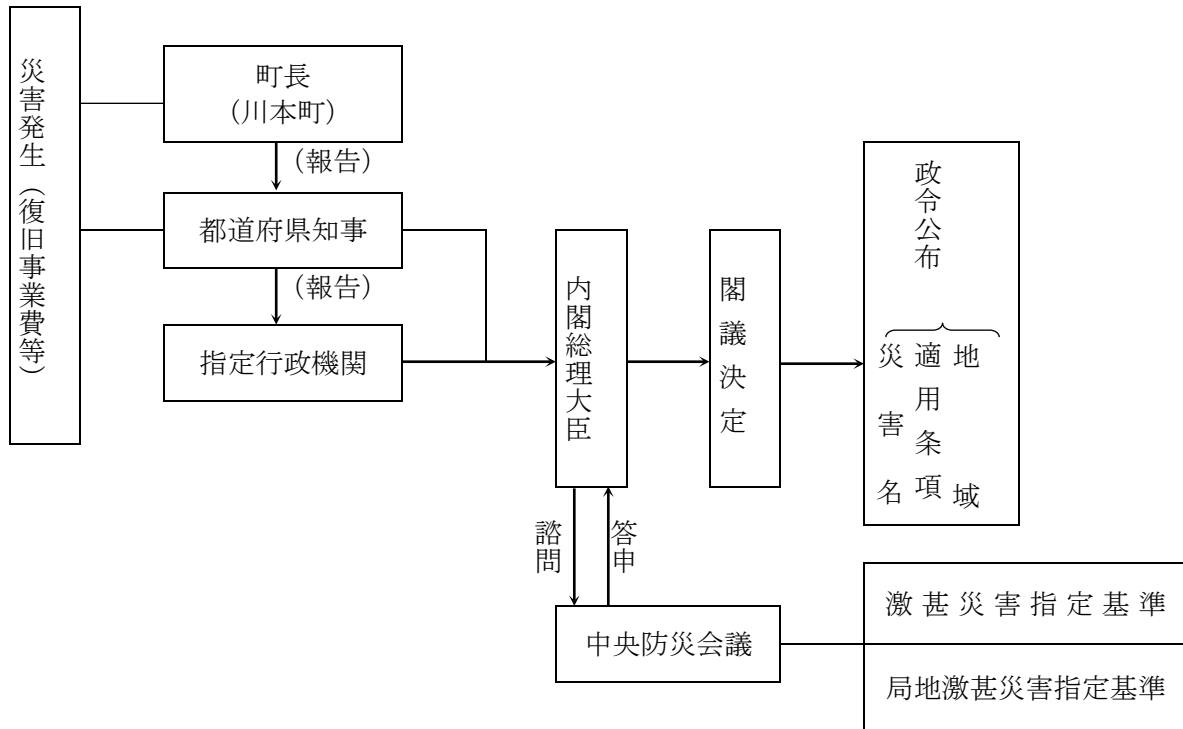 災害発生(復旧事業費等)
町長
(川本町)
(報告)
都道府県知事
(報告)
指定行政機関
内閣総理大臣
諮問
答申
中央防災会議
閣議決定
政令公布
災害名
適用条項
地域
激甚災害指定基準
局地激甚災害指定基準